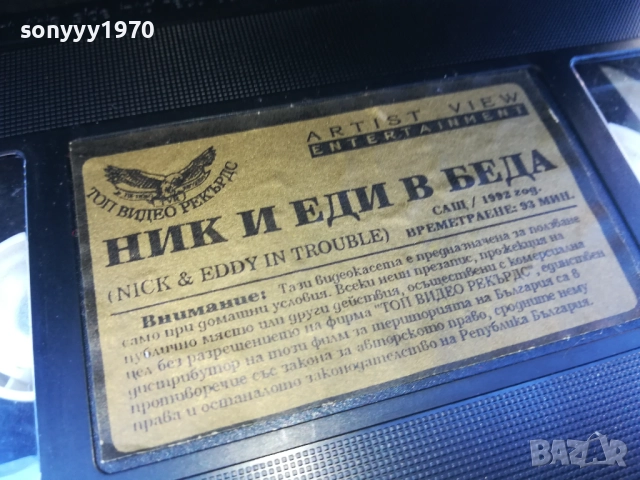 sonyyy1970
ARTIST VIEW
ENTERTAINMENT
ТОП ВИДЕО РЕКЪРДС
НИК И ЕДИ В БЕДА
САЩ / 1992 год.
(NICK & EDDY IN TROUBLE) ВРЕМЕТРАЕНЕ: 93 МИН.
Внимание: Тази видеокасета е предназначена за ползване
само при домашни условия. Всеки нет презапис, прожекция на
публично място или други действия, осъществени с комерсиална
цел без разрешението на фирма "ТОП ВИДЕО РЕКЪРДС", единствен
дистрибутор на този филм за територията на България са в
противоречие със закона за авторското право, сродните нему
права и останалото законодателство на Република България.
BAZAR